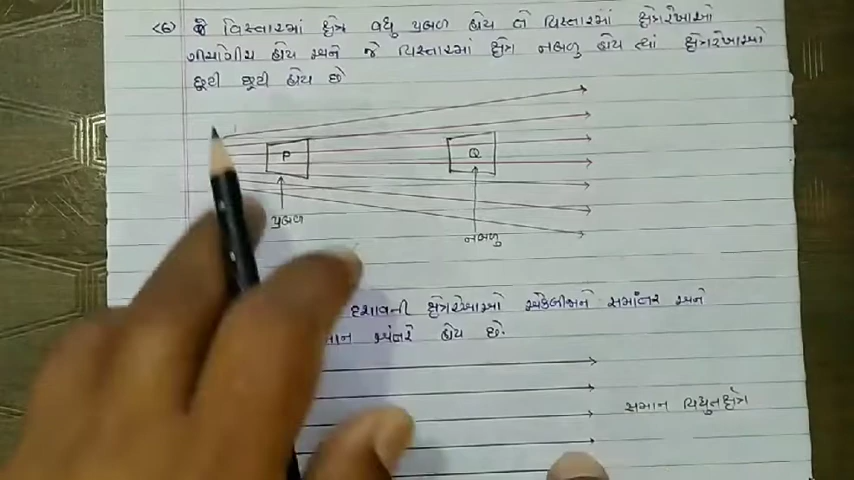 <6> જે વિસ્તારમાં ક્ષેત્ર વધુ પ્રબળ હોય તે વિસ્તારમાં ક્ષેત્રરેખાઓ
ગીચોગીચ હોય અને જે વિસ્તારમાં ક્ષેત્ર નબળુ હોય ત્યાં ક્ષેત્રરેખાઓ
છૂટી છૂટી હોય છે
P Q
પ્રબળ
નબળુ
ક્ષેત્રરેખાઓ એકબીજાને સમાંતર અને
અંતરે હોય છે.
સમાન વિદ્યુતક્ષેત્ર